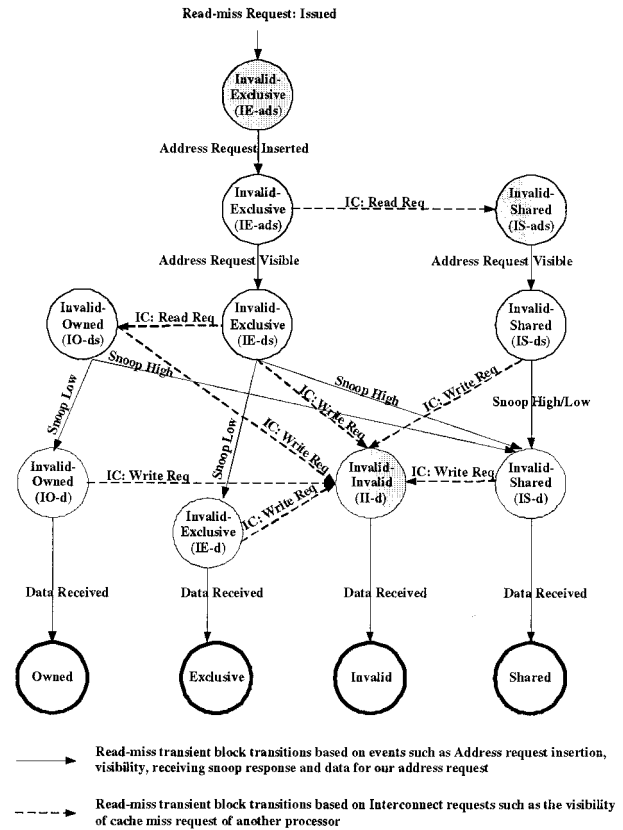 Read-miss Request: Issued
Invalid-
Exclusive
(IE-ads)
Address Request Inserted
Invalid-
Exclusive
(IE-ads)
IC: Read Req
Invalid-
Shared
(IS-ads)
Address Request Visible
Address Request Visible
Invalid-
Owned
(IO-ds)
IC: Read Req
Invalid-
Exclusive
(IE-ds)
Invalid-
Shared
(IS-ds)
Snoop High
Snoop High
IC: Write Req
IC: Write Req
Snoop High/Low
Snoop Low
Snoop Low
IC: Write Req
Invalid-
Owned
(IO-d)
IC: Write Req
Invalid-
Invalid
(II-d)
IC: Write Req
Invalid-
Shared
(IS-d)
Invalid-
Exclusive
(IE-d)
IC: Write Req
Data Received
Data Received
Data Received
Data Received
Owned
Exclusive
Invalid
Shared
Read-miss transient block transitions based on events such as Address request insertion,
visibility, receiving snoop response and data for our address request
Read-miss transient block transitions based on Interconnect requests such as the visibility
of cache miss request of another processor